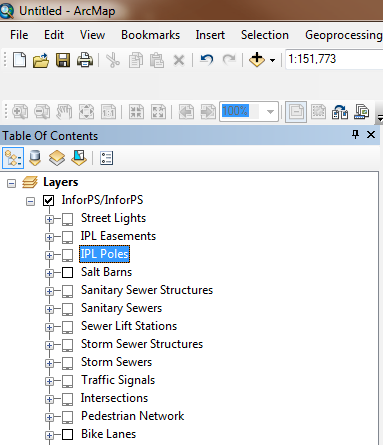 Untitled - ArcMap
File Edit View Bookmarks Insert Selection Geoprocessing
1:151,773
100%
Table Of Contents
Layers
InforPS/InforPS
Street Lights
IPL Easements
IPL Poles
Salt Barns
Sanitary Sewer Structures
Sanitary Sewers
Sewer Lift Stations
Storm Sewer Structures
Storm Sewers
Traffic Signals
Intersections
Pedestrian Network
Bike Lanes